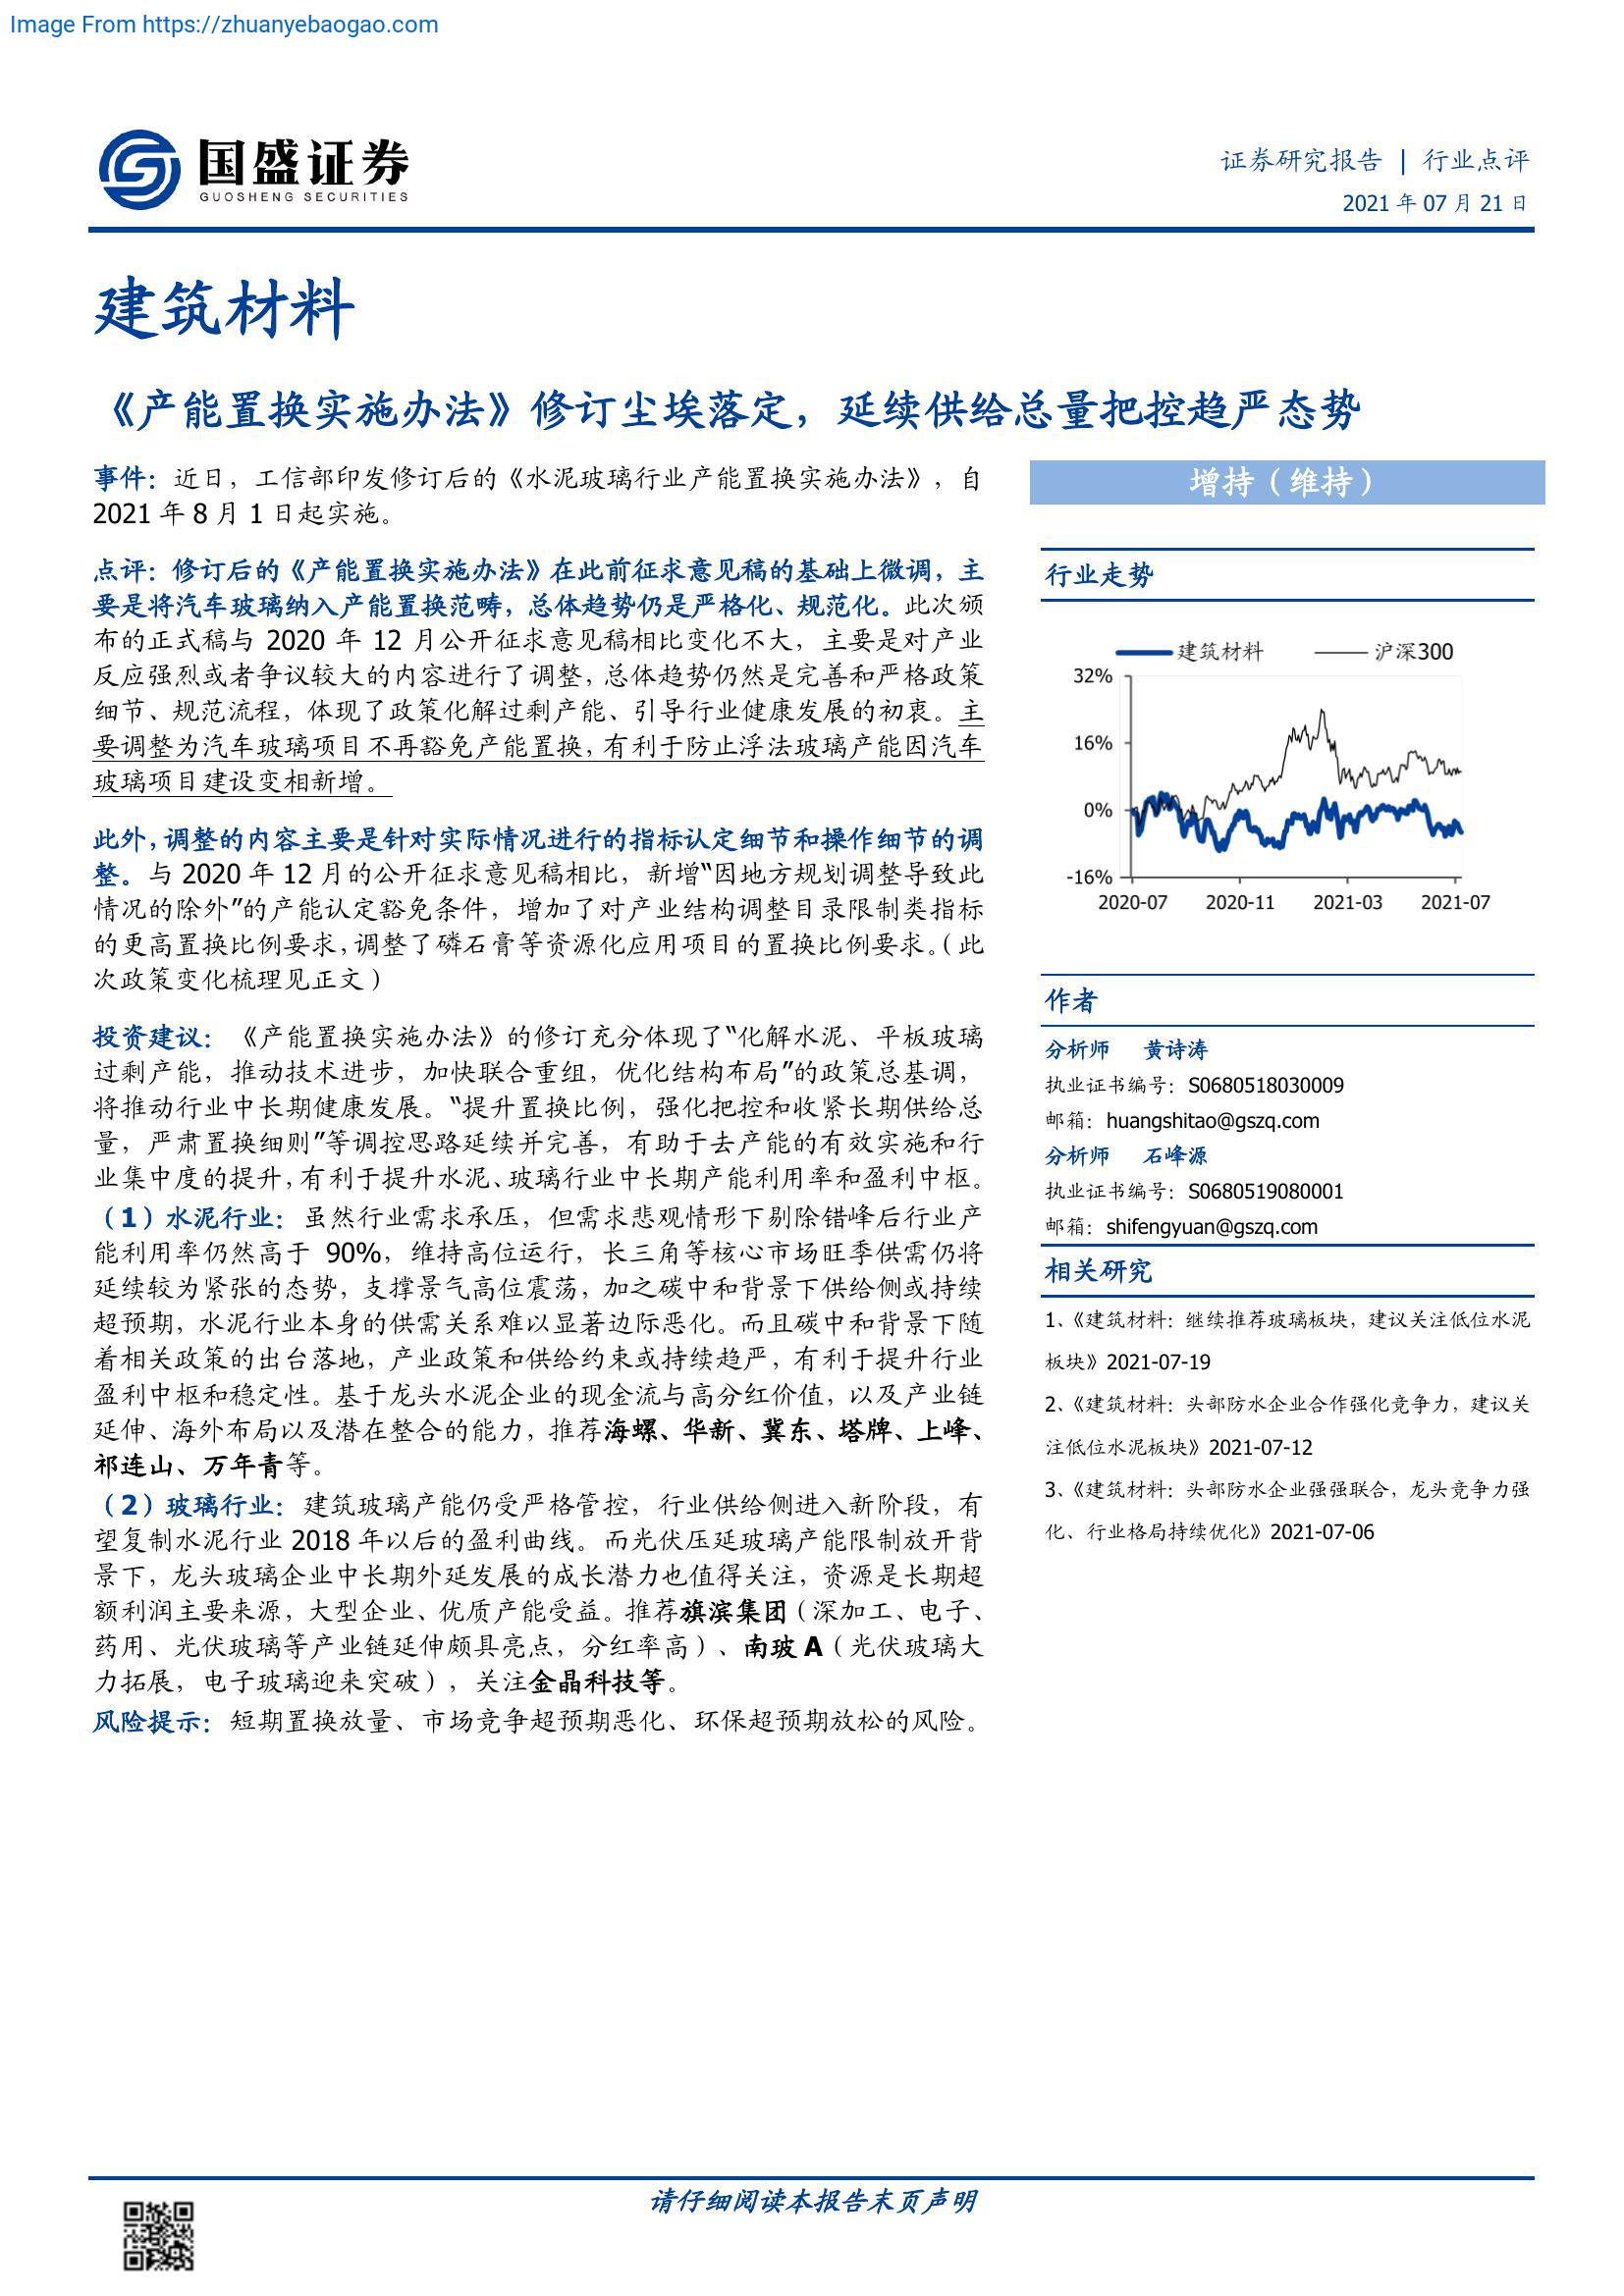 Image From https://zhuanyebaogao.com
国盛证券
GUOSHENG SECURITIES
证券研究报告 | 行业点评
2021 年 07 月 21 日
建筑材料
《产能置换实施办法》修订尘埃落定，延续供给总量把控趋严态势
事件：近日，工信部印发修订后的《水泥玻璃行业产能置换实施办法》，自
2021 年 8 月 1 日起实施。
点评：修订后的《产能置换实施办法》在此前征求意见稿的基础上微调，主
要是将汽车玻璃纳入产能置换范畴，总体趋势仍是严格化、规范化。此次颁
布的正式稿与 2020 年 12 月公开征求意见稿相比变化不大，主要是对产业
反应强烈或者争议较大的内容进行了调整，总体趋势仍然是完善和严格政策
细节、规范流程，体现了政策化解过剩产能、引导行业健康发展的初衷。主
要调整为汽车玻璃项目不再豁免产能置换，有利于防止浮法玻璃产能因汽车
玻璃项目建设变相新增。
此外，调整的内容主要是针对实际情况进行的指标认定细节和操作细节的调
整。与 2020 年 12 月的公开征求意见稿相比，新增“因地方规划调整导致此
情况的除外”的产能认定豁免条件，增加了对产业结构调整目录限制类指标
的更高置换比例要求，调整了磷石膏等资源化应用项目的置换比例要求。（此
次政策变化梳理见正文）
投资建议：《产能置换实施办法》的修订充分体现了“化解水泥、平板玻璃
过剩产能，推动技术进步，加快联合重组，优化结构布局”的政策总基调，
将推动行业中长期健康发展。“提升置换比例，强化把控和收紧长期供给总
量，严肃置换细则”等调控思路延续并完善，有助于去产能的有效实施和行
业集中度的提升，有利于提升水泥、玻璃行业中长期产能利用率和盈利中枢。
（1）水泥行业：虽然行业需求承压，但需求悲观情形下剔除错峰后行业产
能利用率仍然高于 90%，维持高位运行，长三角等核心市场旺季供需仍将
延续较为紧张的态势，支撑景气高位震荡，加之碳中和背景下供给侧或持续
超预期，水泥行业本身的供需关系难以显著边际恶化。而且碳中和背景下随
着相关政策的出台落地，产业政策和供给约束或持续趋严，有利于提升行业
盈利中枢和稳定性。基于龙头水泥企业的现金流与高分红价值，以及产业链
延伸、海外布局以及潜在整合的能力，推荐海螺、华新、冀东、塔牌、上峰、
祁连山、万年青等。
（2）玻璃行业：建筑玻璃产能仍受严格管控，行业供给侧进入新阶段，有
望复制水泥行业 2018 年以后的盈利曲线。而光伏压延玻璃产能限制放开背
景下，龙头玻璃企业中长期外延发展的成长潜力也值得关注，资源是长期超
额利润主要来源，大型企业、优质产能受益。推荐旗滨集团（深加工、电子、
药用、光伏玻璃等产业链延伸颇具亮点，分红率高）、南玻 A（光伏玻璃大
力拓展，电子玻璃迎来突破），关注金晶科技等。
风险提示：短期置换放量、市场竞争超预期恶化、环保超预期放松的风险。
增持（维持）
行业走势
建筑材料 沪深300
32%
16%
0%
-16%
2020-07 2020-11 2021-03 2021-07
作者
分析师 黄诗涛
执业证书编号：S0680518030009
邮箱：huangshitao@gszq.com
分析师 石峰源
执业证书编号：S0680519080001
邮箱：shifengyuan@gszq.com
相关研究
1、《建筑材料：继续推荐玻璃板块，建议关注低位水泥
板块》2021-07-19
2、《建筑材料：头部防水企业合作强化竞争力，建议关
注低位水泥板块》2021-07-12
3、《建筑材料：头部防水企业强强联合，龙头竞争力强
化、行业格局持续优化》2021-07-06
请仔细阅读本报告末页声明